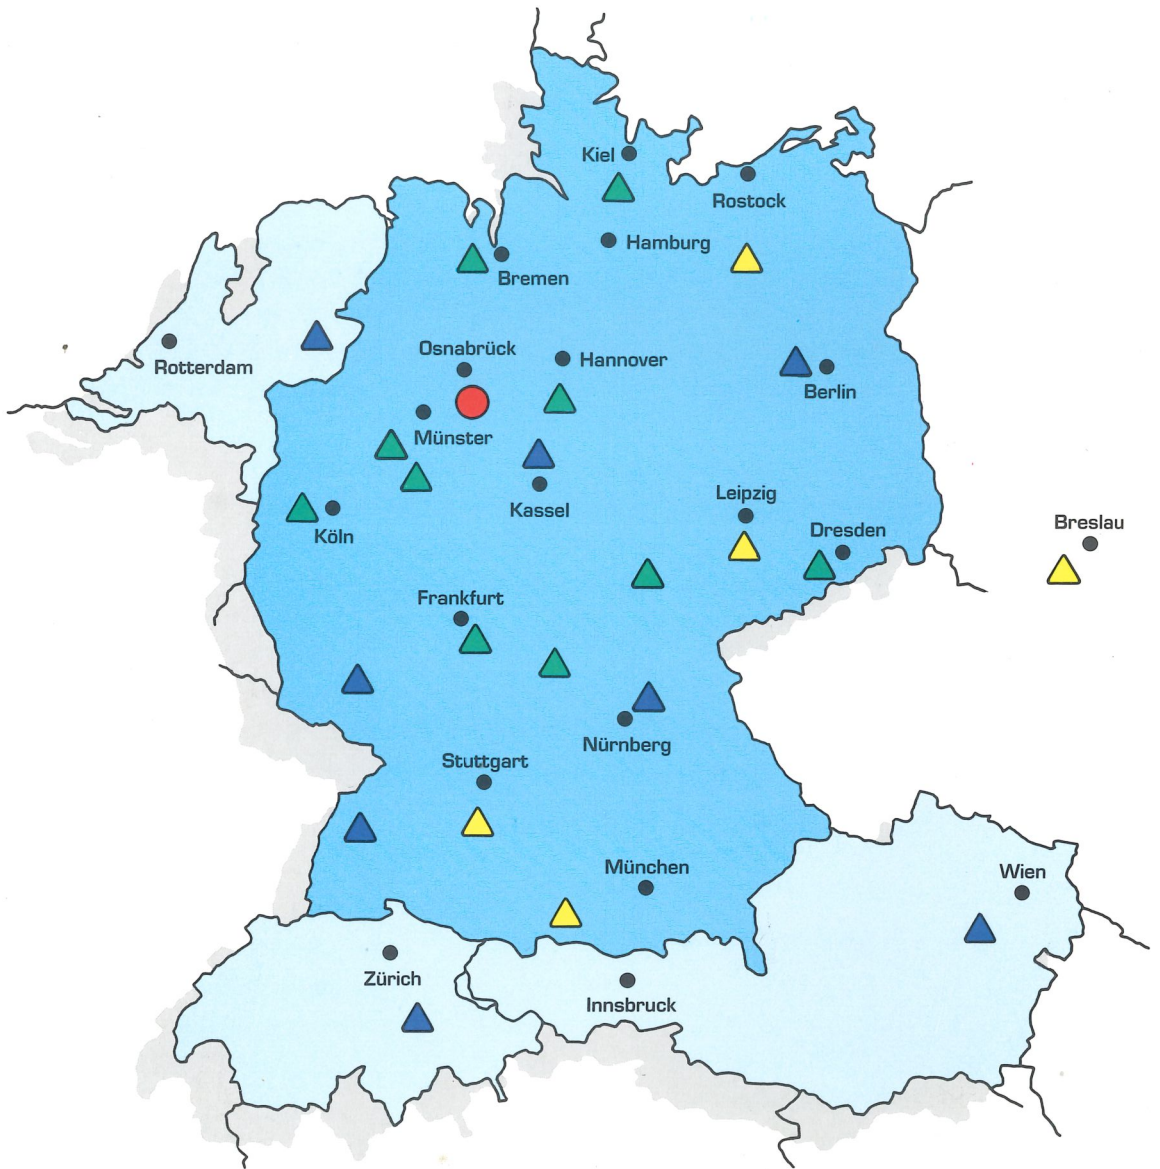 Kiel
Rostock
Hamburg
Bremen
Osnabrück
Hannover
Rotterdam
Berlin
Münster
Leipzig
Kassel
Breslau
Dresden
Köln
Frankfurt
Nürnberg
Stuttgart
München
Wien
Zürich
Innsbruck